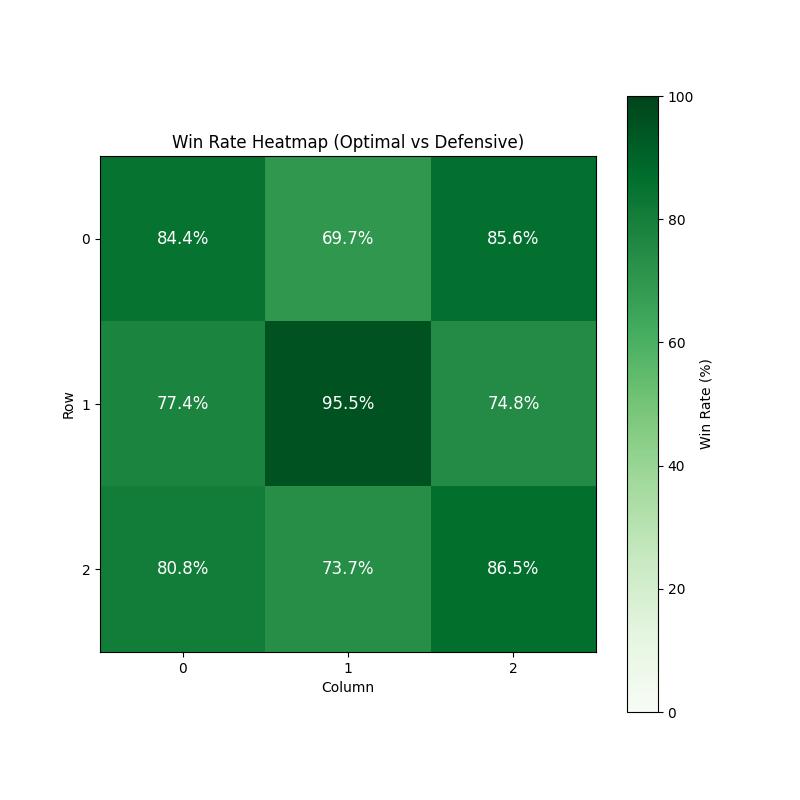 Win Rate Heatmap (Optimal vs Defensive)
100
80
60
40
20
0
Win Rate (%)
0
1
2
Row
84.4% 69.7% 85.6%
77.4% 95.5% 74.8%
80.8% 73.7% 86.5%
0 1 2
Column